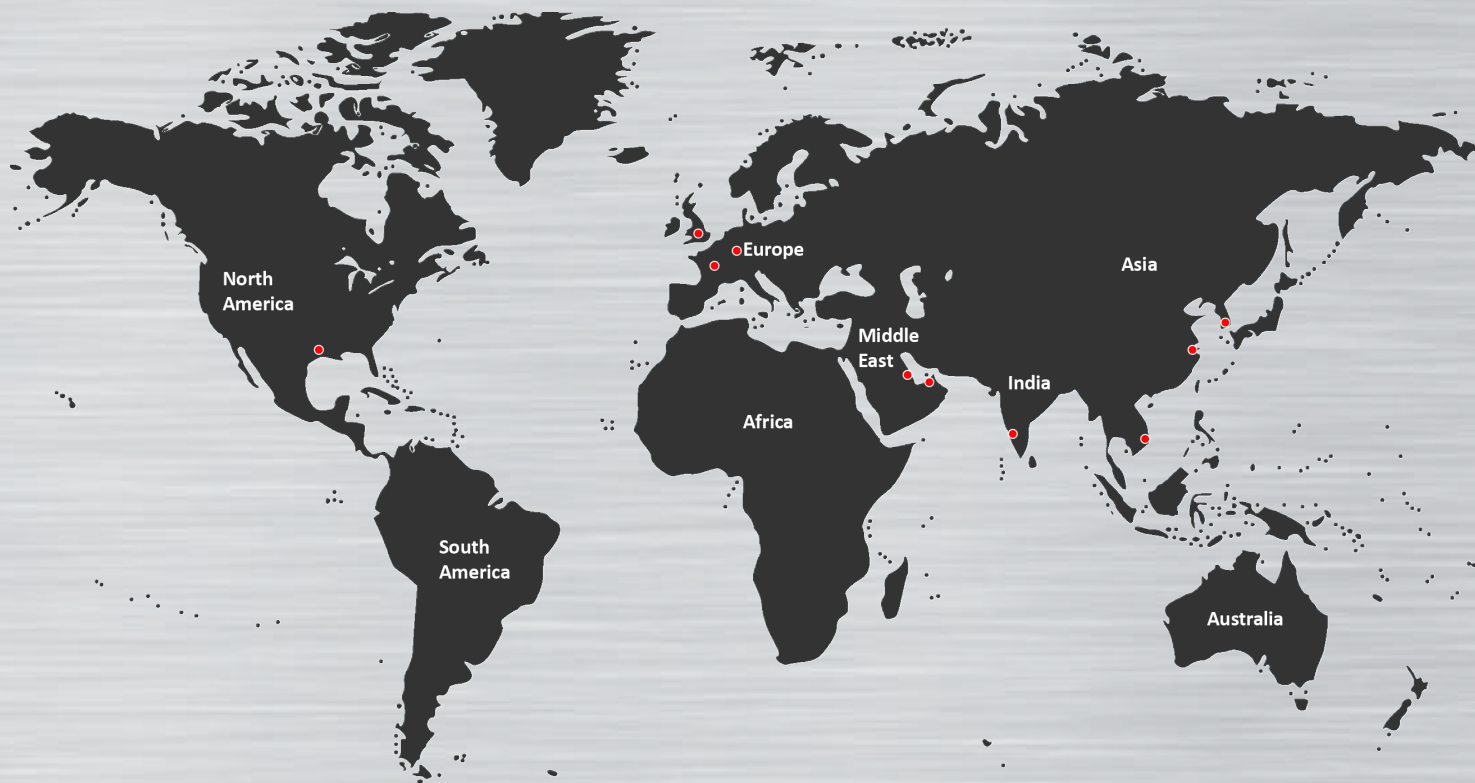 North
America
Europe
Asia
Middle
East
India
Africa
South
America
Australia